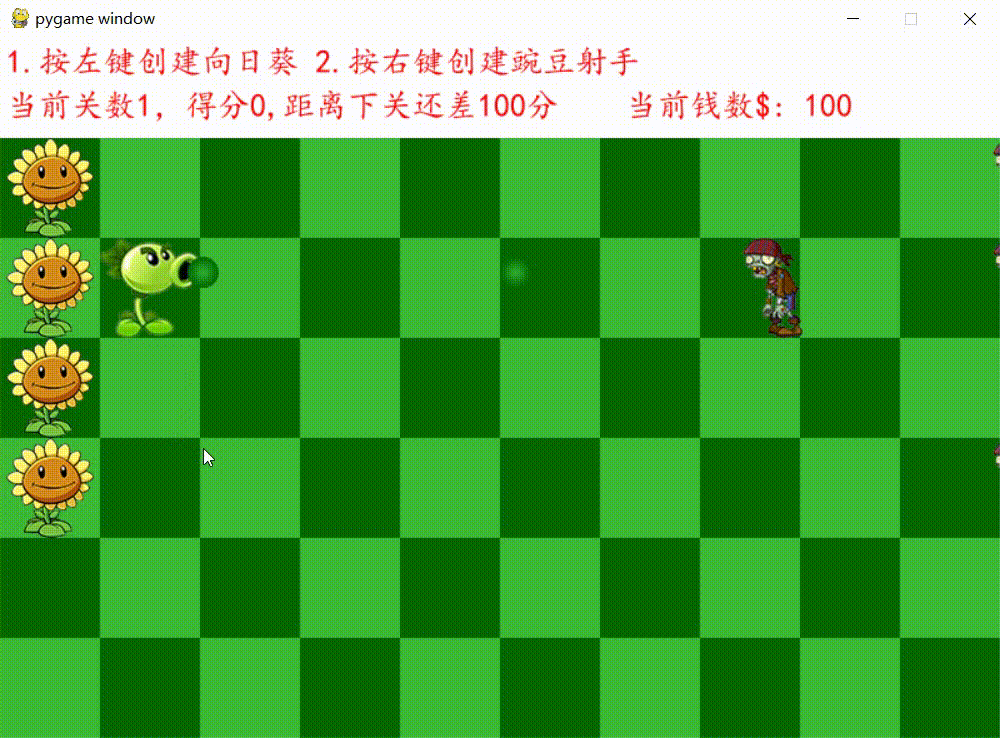 pygame window
1.按左键创建向日葵 2.按右键创建豌豆射手
当前关数1，得分0,距离下关还差100分 当前钱数$: 100